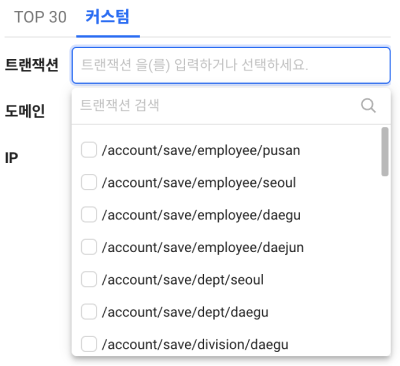 TOP 30 커스텀
트랜잭션 트랜잭션 을(를) 입력하거나 선택하세요.
도메인 트랜잭션 검색
IP
/account/save/employee/pusan
/account/save/employee/seoul
/account/save/employee/daegu
/account/save/employee/daejun
/account/save/dept/seoul
/account/save/dept/daegu
/account/save/division/daegu